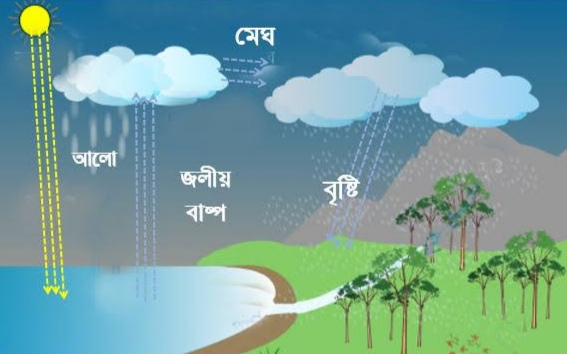 মেঘ
আলো
জলীয়
বাষ্প
বৃষ্টি